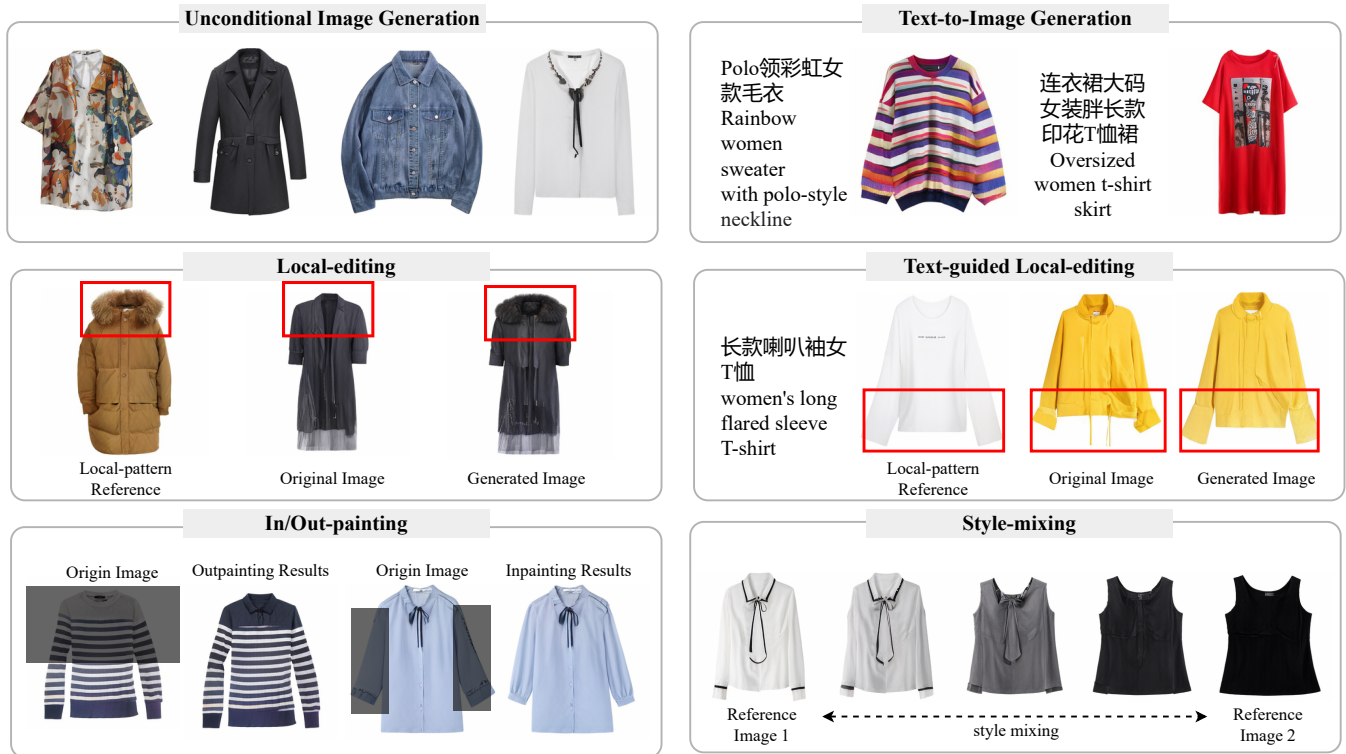 Unconditional Image Generation
Text-to-Image Generation
Polo领彩虹女
款毛衣
Rainbow
women
sweater
with polo-style
neckline
连衣裙大码
女装胖长款
印花T恤裙
Oversized
women t-shirt
skirt
Local-editing
Local-pattern
Reference
Original Image
Generated Image
Text-guided Local-editing
长款喇叭袖女
T恤
women's long
flared sleeve
T-shirt
Local-pattern
Reference
Original Image
Generated Image
In/Out-painting
Origin Image
Outpainting Results
Origin Image
Inpainting Results
Style-mixing
Reference
Image 1
style mixing
Reference
Image 2